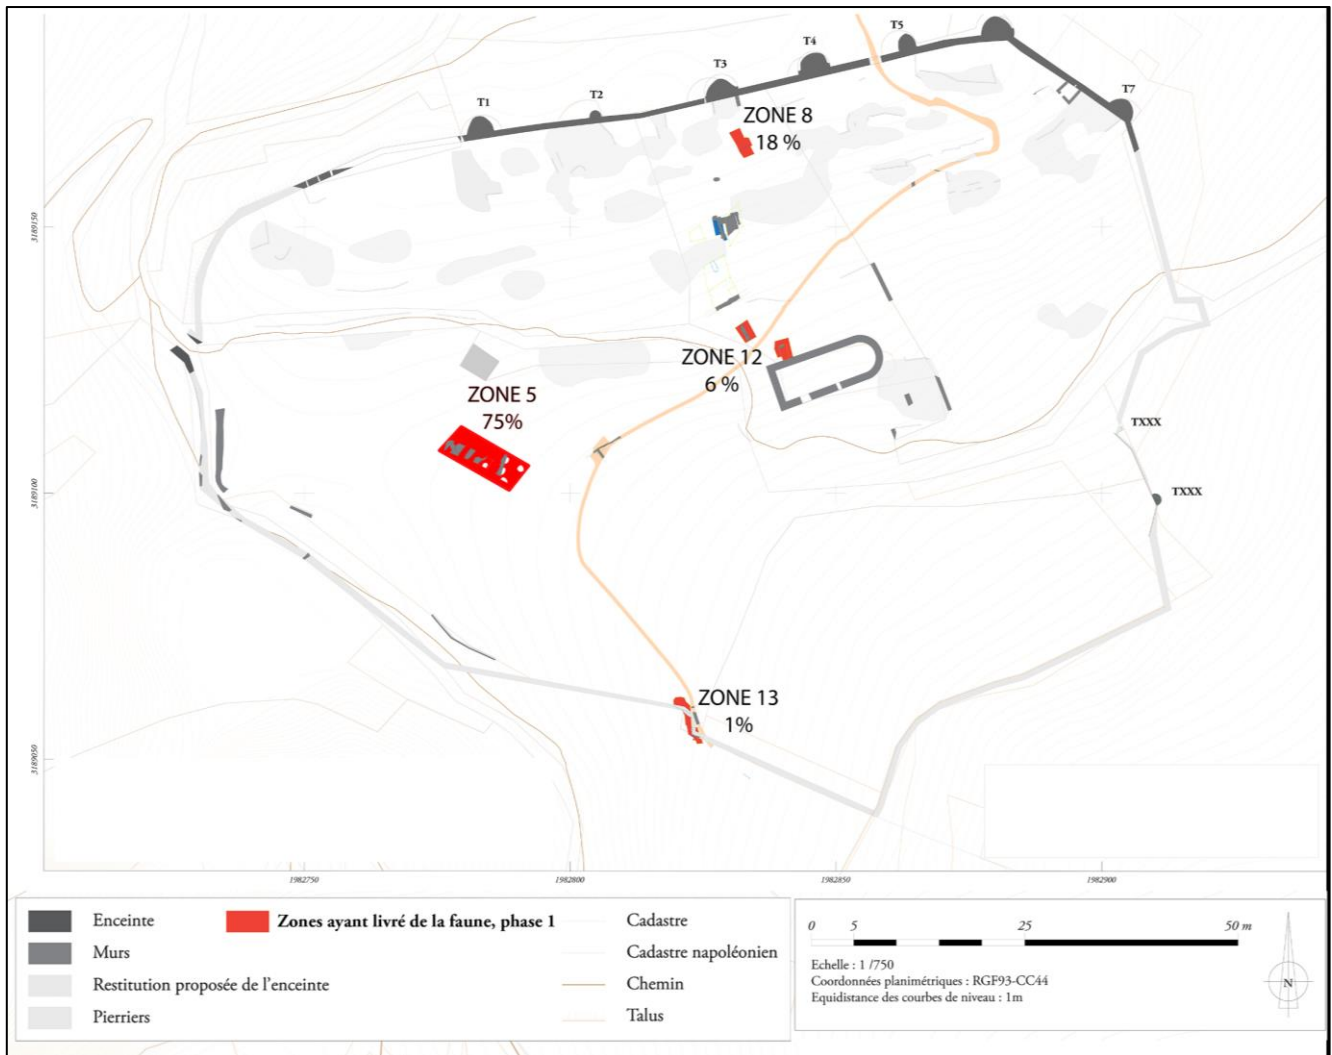 T5
T4
T3
T7
T2
T1
ZONE 8
18 %
3189150
ZONE 12
6 %
ZONE 5
75%
TXXX
TXXX
3189100
ZONE 13
1%
3189050
1982750
1982800
1982850
1982900
Enceinte
Zones ayant livré de la faune, phase 1
Cadastre
Murs
Cadastre napoléonien
Restitution proposée de l'enceinte
Chemin
Pierriers
Talus
0 5 25 50 m
Echelle : 1 /750
Coordonnées planimétriques : RGF93-CC44
Equidistance des courbes de niveau : 1m
N